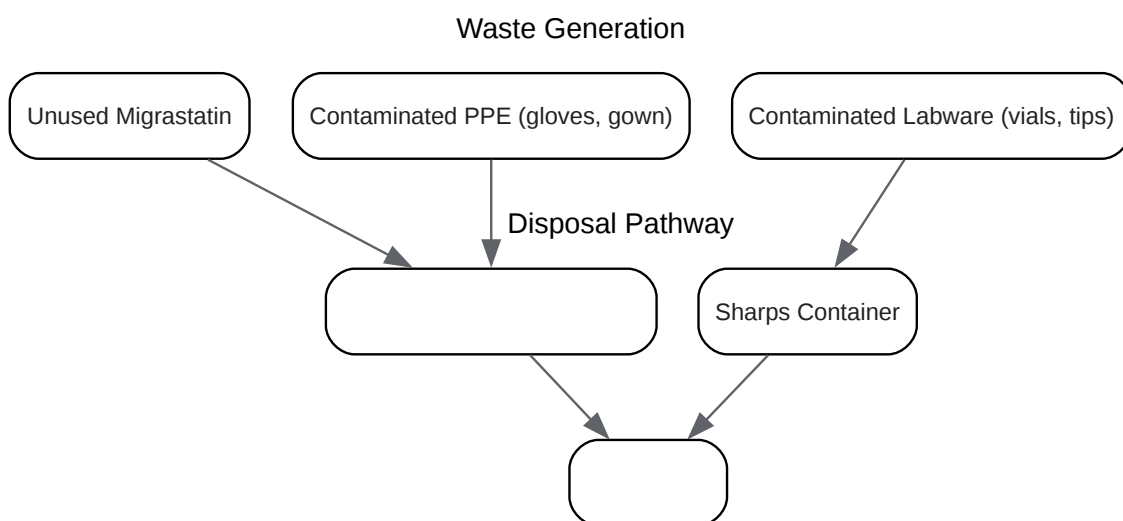 Waste Generation
Unused Migrastatin
Contaminated PPE (gloves, gown)
Contaminated Labware (vials, tips)
Disposal Pathway
Sharps Container